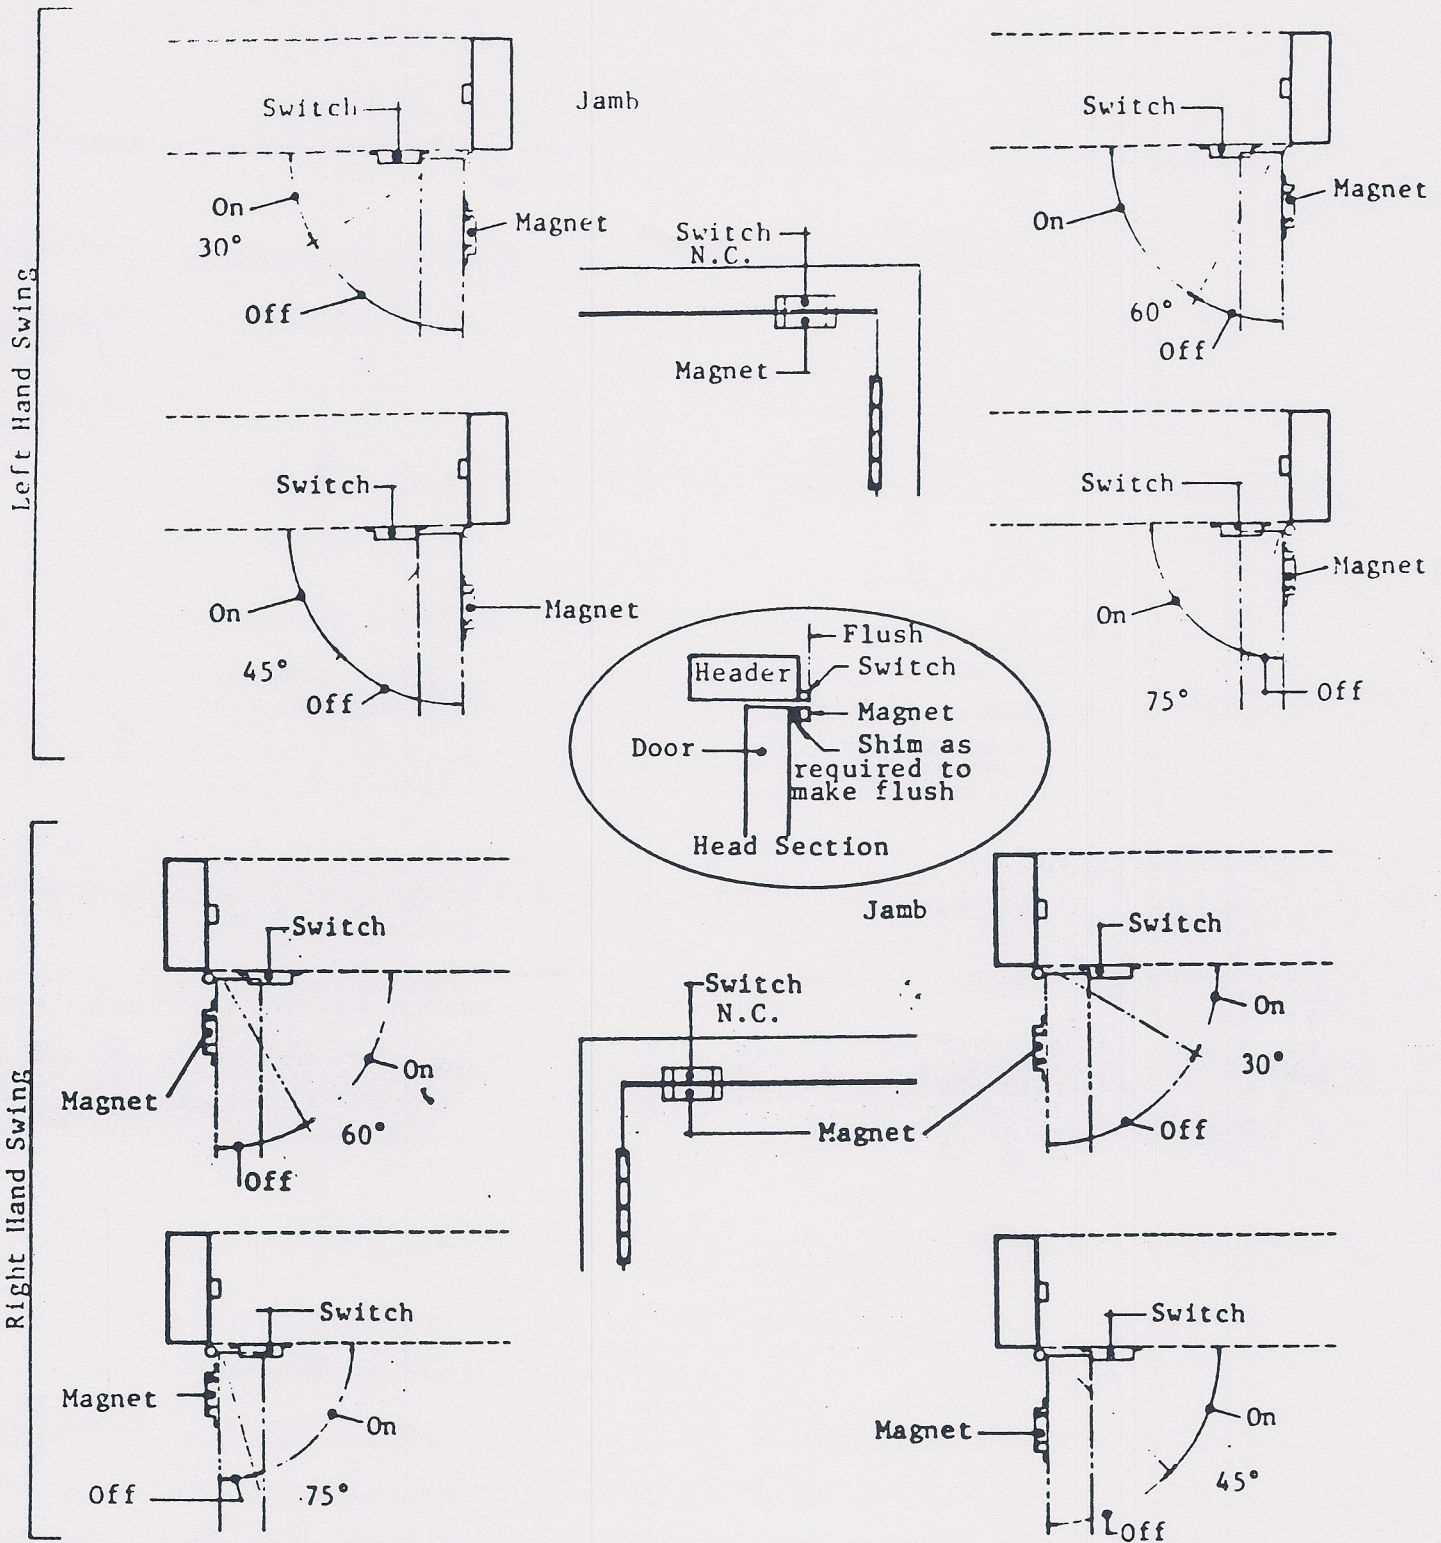 Left Hand Swing
Switch
Jamb
On
30°
Magnet
Off
Switch
N.C.
Magnet
Switch
Magnet
On
60°
Off
Switch
On
Magnet
45°
Off
Switch
Magnet
On
75°
Off
Flush
Header
Switch
Magnet
Door
Shim as
required to
make flush
Head Section
Right Hand Swing
Switch
Magnet
On
60°
Off
Jamb
Switch
N.C.
Magnet
Switch
On
30°
Off
Switch
Magnet
On
Off
75°
Switch
Magnet
On
45°
Off